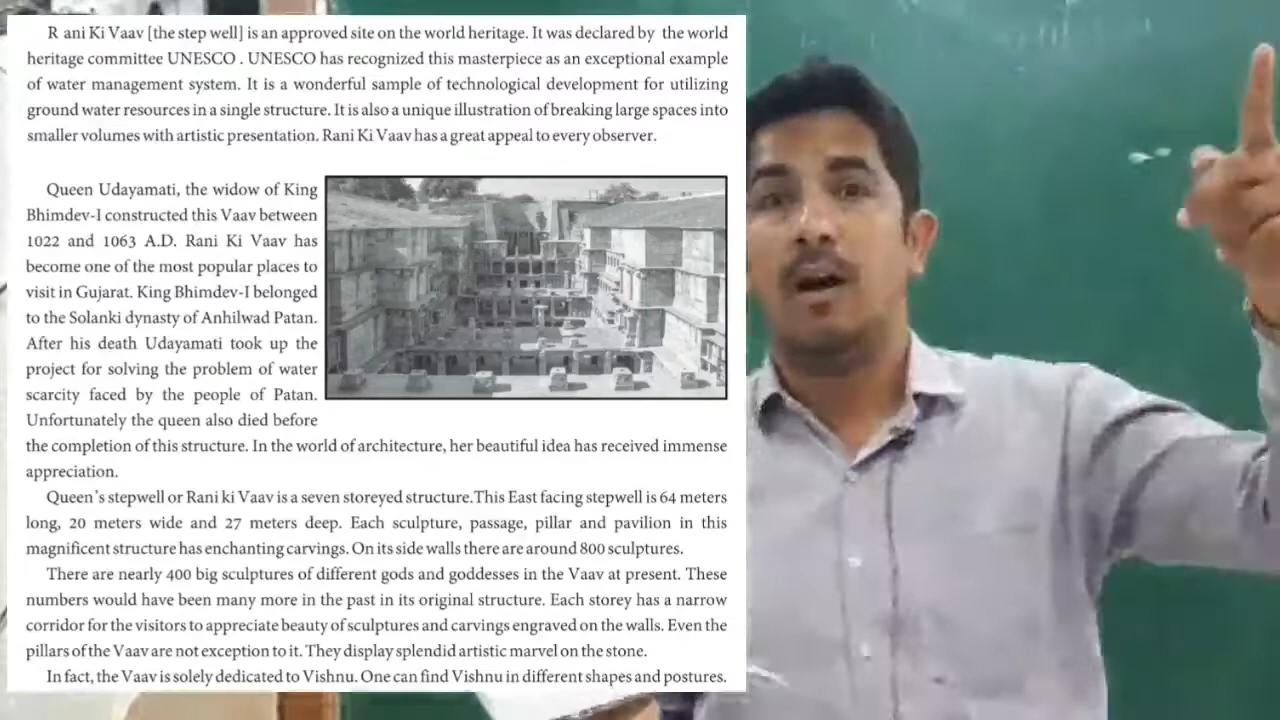 R ani Ki Vaav [the step well] is an approved site on the world heritage. It was declared by the world
heritage committee UNESCO . UNESCO has recognized this masterpiece as an exceptional example
of water management system. It is a wonderful sample of technological development for utilizing
ground water resources in a single structure. It is also a unique illustration of breaking large spaces into
smaller volumes with artistic presentation. Rani Ki Vaav has a great appeal to every observer.
Queen Udayamati, the widow of King
Bhimdev-I constructed this Vaav between
1022 and 1063 A.D. Rani Ki Vaav has
become one of the most popular places to
visit in Gujarat. King Bhimdev-I belonged
to the Solanki dynasty of Anhilwad Patan.
After his death Udayamati took up the
project for solving the problem of water
scarcity faced by the people of Patan.
Unfortunately the queen also died before
the completion of this structure. In the world of architecture, her beautiful idea has received immense
appreciation.
Queen's stepwell or Rani ki Vaav is a seven storeyed structure.This East facing stepwell is 64 meters
long, 20 meters wide and 27 meters deep. Each sculpture, passage, pillar and pavilion in this
magnificent structure has enchanting carvings. On its side walls there are around 800 sculptures.
There are nearly 400 big sculptures of different gods and goddesses in the Vaav at present. These
numbers would have been many more in the past in its original structure. Each storey has a narrow
corridor for the visitors to appreciate beauty of sculptures and carvings engraved on the walls. Even the
pillars of the Vaav are not exception to it. They display splendid artistic marvel on the stone.
In fact, the Vaav is solely dedicated to Vishnu. One can find Vishnu in different shapes and postures.